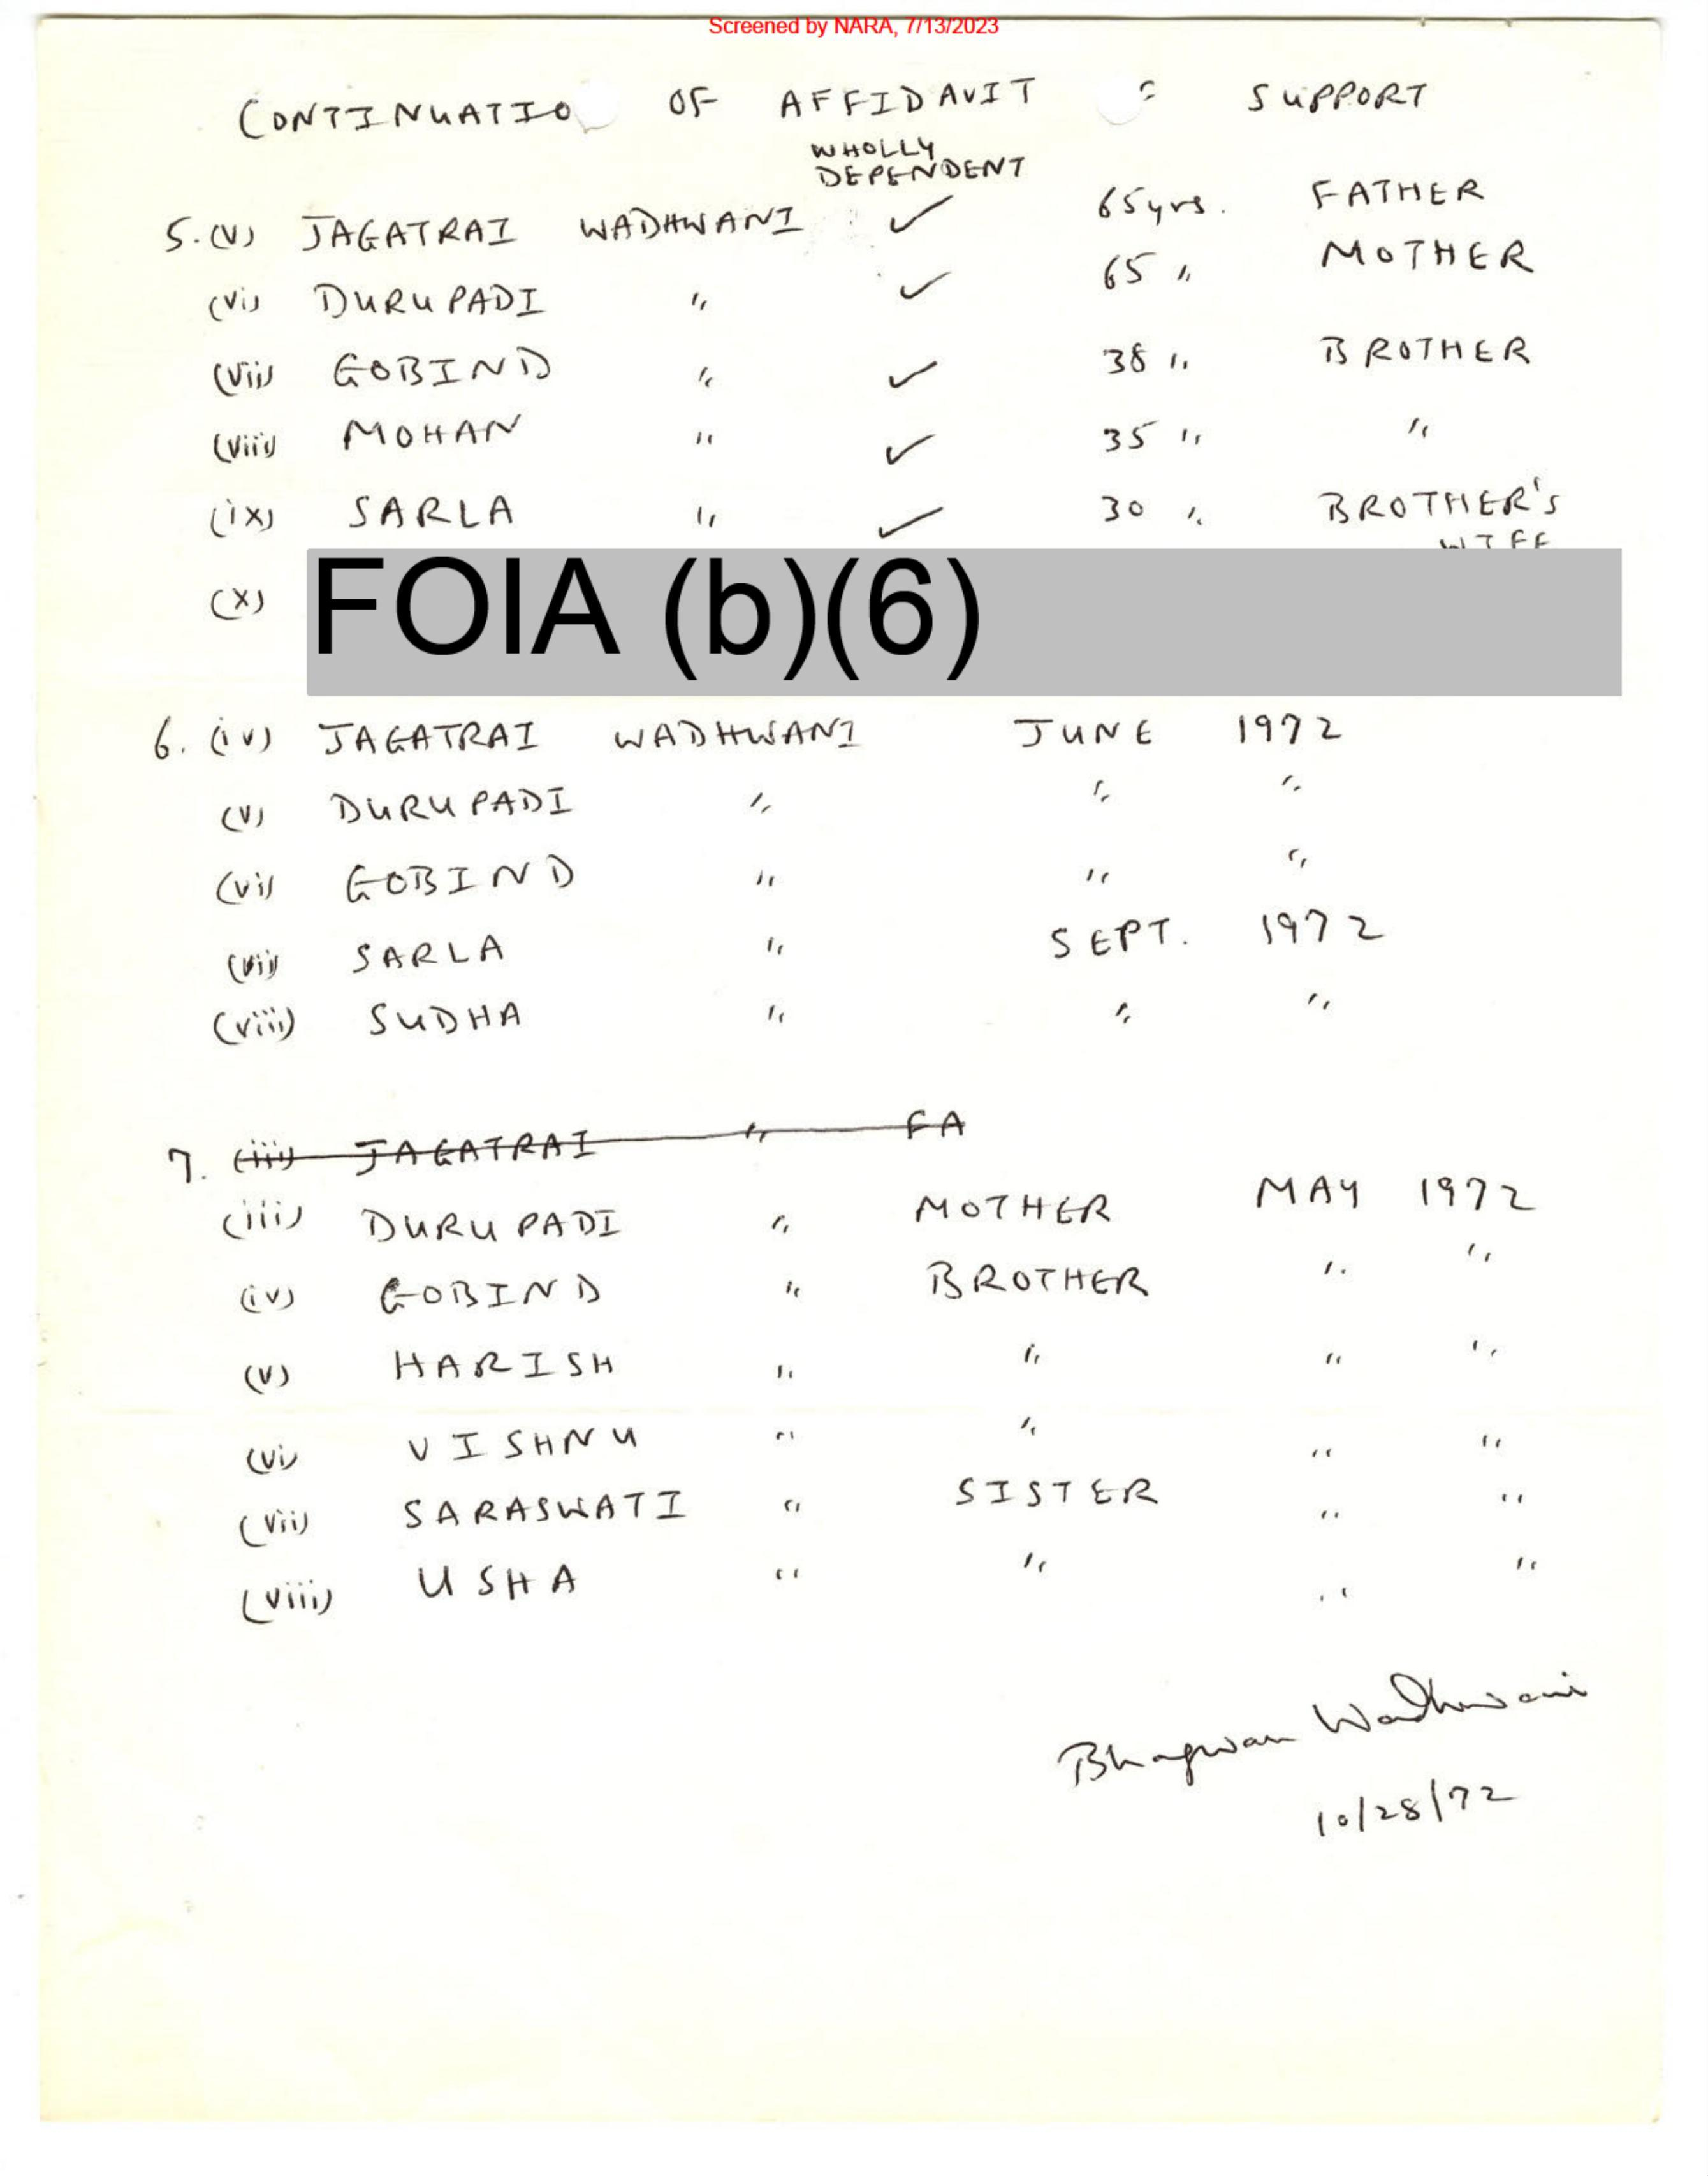 Screened by NARA, 7/13/2023
CONTINUATIO OF AFFIDAVIT SUPPORT
WHOLLY
DEPENDENT
5. (v) JAGATRAI WADHWANI ✓ 65 yrs. FATHER
(vi) DURUPADI " ✓ 65 " MOTHER
(vii) GOBIND " ✓ 38 " BROTHER
(viii) MOHAN " ✓ 35 " "
(ix) SARLA " ✓ 30 " BROTHER'S
WIFE
(x) FOIA (b)(6)
6. (iv) JAGATRAI WADHWANI JUNE 1972
(v) DURUPADI " " "
(vi) GOBIND " " "
(vii) SARLA " SEPT. 1972
(viii) SUDHA " " "
7. (iii) JAGATRAI " FA
(iii) DURUPADI " MOTHER MAY 1972
(iv) GOBIND " BROTHER " "
(v) HARISH " " " "
(vi) VISHNU " " " "
(vii) SARASWATI " SISTER " "
(viii) USHA " " " "
Bhagwan Wadhwani
10/28/72